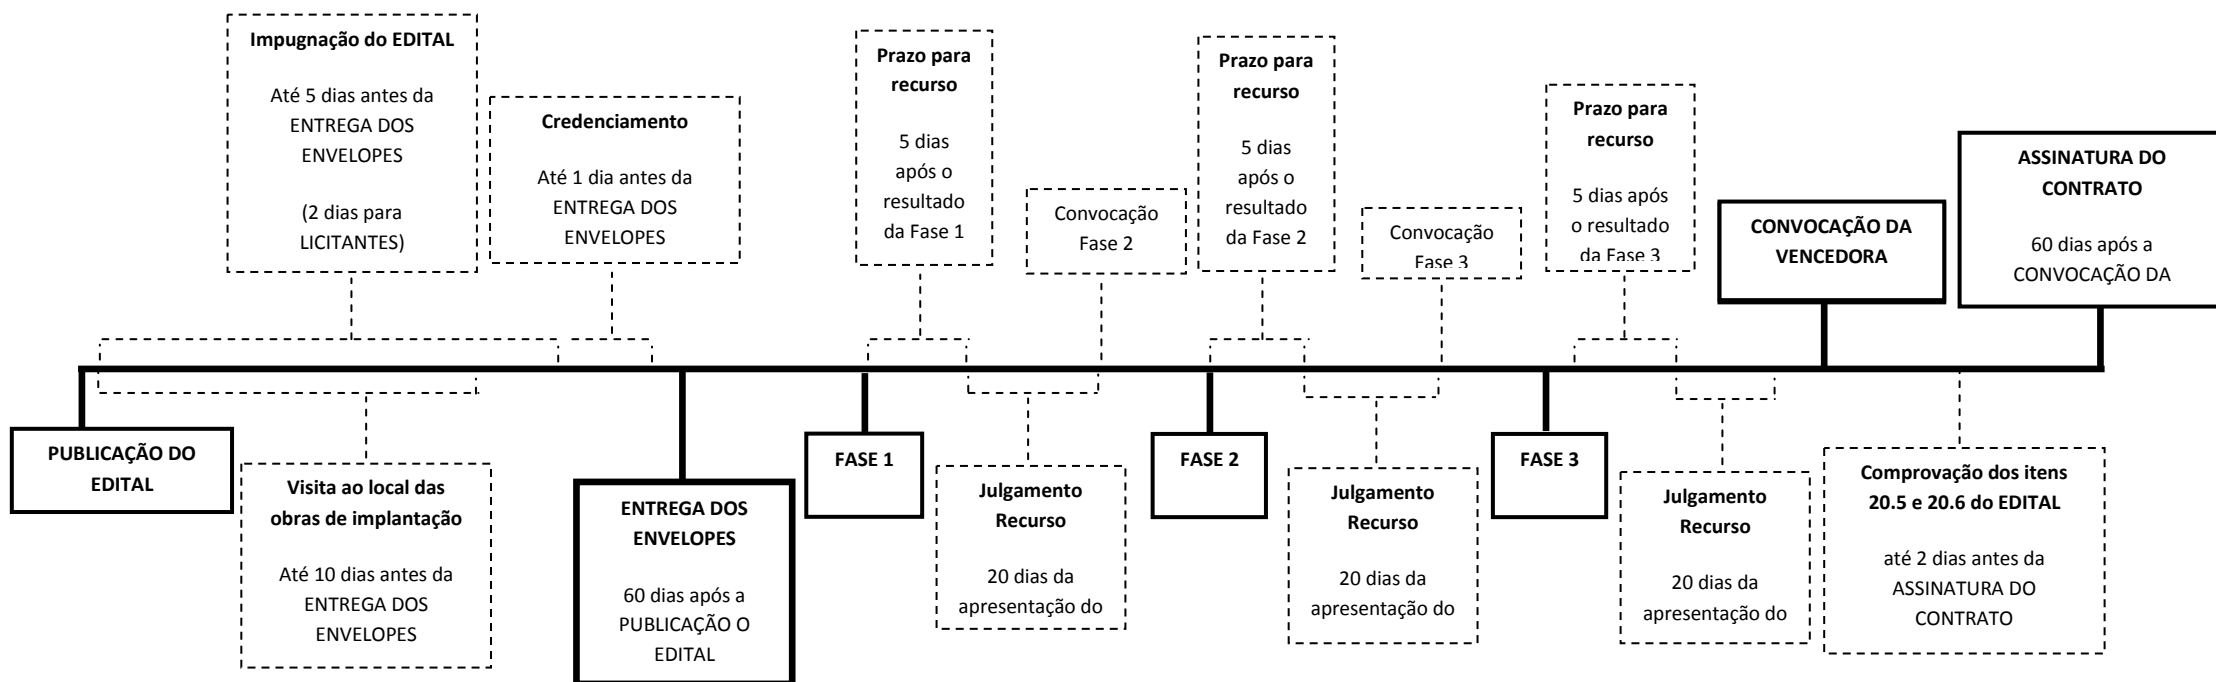 Impugnação do EDITAL
Até 5 dias antes da
ENTREGA DOS
ENVELOPES
(2 dias para
LICITANTES)
Credenciamento
Até 1 dia antes da
ENTREGA DOS
ENVELOPES
Prazo para
recurso
5 dias
após o
resultado
da Fase 1
Convocação
Fase 2
Prazo para
recurso
5 dias
após o
resultado
da Fase 2
Convocação
Fase 3
Prazo para
recurso
5 dias após
o resultado
da Fase 3
CONVOCAÇÃO DA
VENCEDORA
ASSINATURA DO
CONTRATO
60 dias após a
CONVOCAÇÃO DA
PUBLICAÇÃO DO
EDITAL
Visita ao local das
obras de implantação
Até 10 dias antes da
ENTREGA DOS
ENVELOPES
ENTREGA DOS
ENVELOPES
60 dias após a
PUBLICAÇÃO O
EDITAL
FASE 1
Julgamento
Recurso
20 dias da
apresentação do
FASE 2
Julgamento
Recurso
20 dias da
apresentação do
FASE 3
Julgamento
Recurso
20 dias da
apresentação do
Comprovação dos itens
20.5 e 20.6 do EDITAL
até 2 dias antes da
ASSINATURA DO
CONTRATO